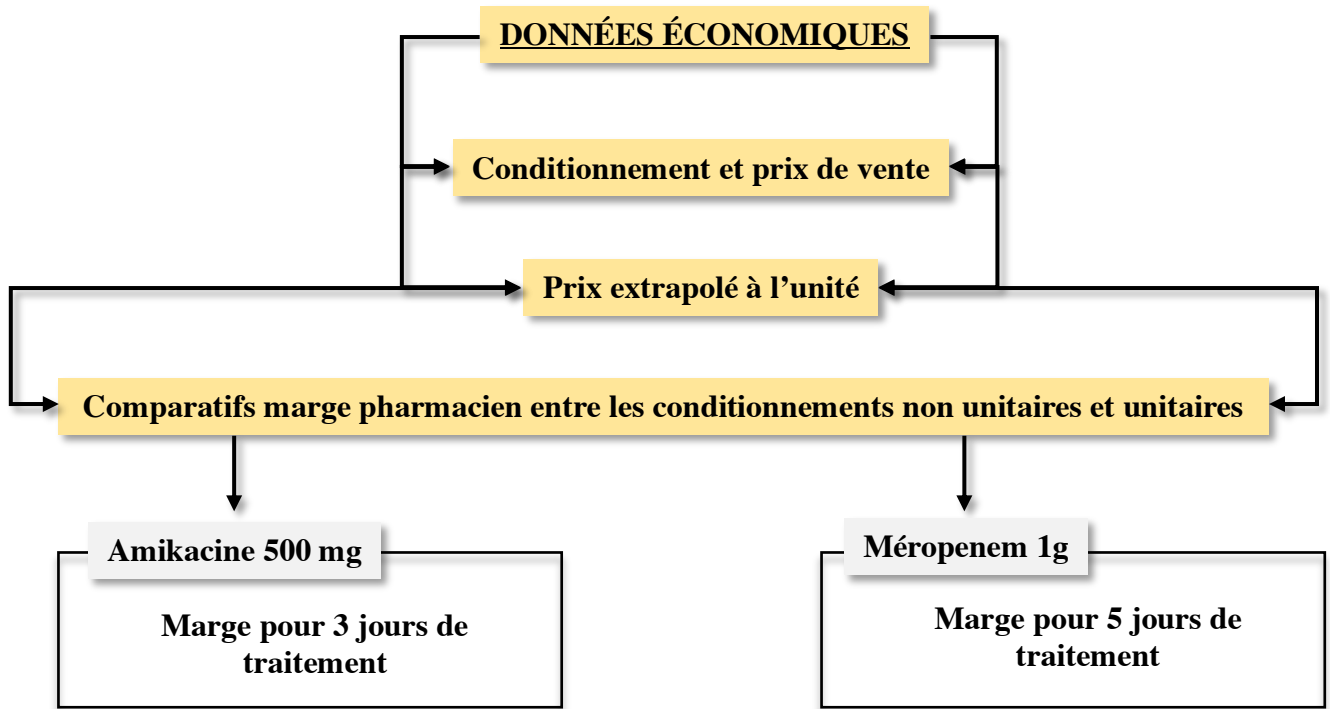 DONNÉES ÉCONOMIQUES
Conditionnement et prix de vente
Prix extrapolé à l’unité
Comparatifs marge pharmacien entre les conditionnements non unitaires et unitaires
Amikacine 500 mg
Marge pour 3 jours de
traitement
Méropenem 1g
Marge pour 5 jours de
traitement